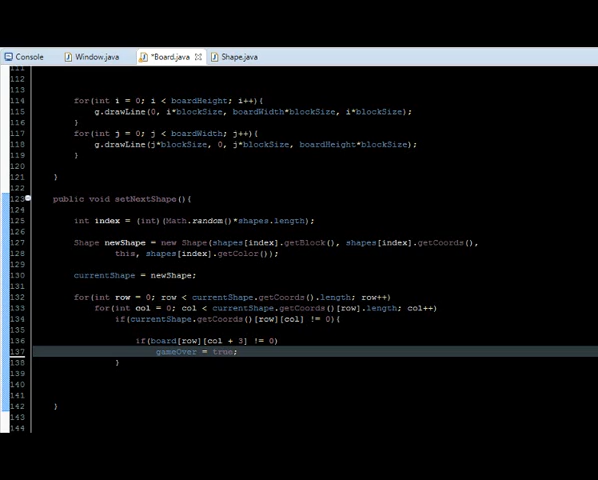 Console Window.java *Board.java Shape.java
111
112
113
114 for(int i = 0; i < boardHeight; i++){
115 g.drawLine(0, i*blockSize, boardWidth*blockSize, i*blockSize);
116 }
117 for(int j = 0; j < boardWidth; j++){
118 g.drawLine(j*blockSize, 0, j*blockSize, boardHeight*blockSize);
119 }
120
121 }
122
123 public void setNextShape(){
124
125 int index = (int)(Math.random()*shapes.length);
126
127 Shape newShape = new Shape(shapes[index].getBlock(), shapes[index].getCoords(),
128 this, shapes[index].getColor());
129
130 currentShape = newShape;
131
132 for(int row = 0; row < currentShape.getCoords().length; row++)
133 for(int col = 0; col < currentShape.getCoords()[row].length; col++)
134 if(currentShape.getCoords()[row][col] != 0){
135
136 if(board[row][col + 3] != 0)
137 gameOver = true;
138 }
139
140
141
142 }
143
144